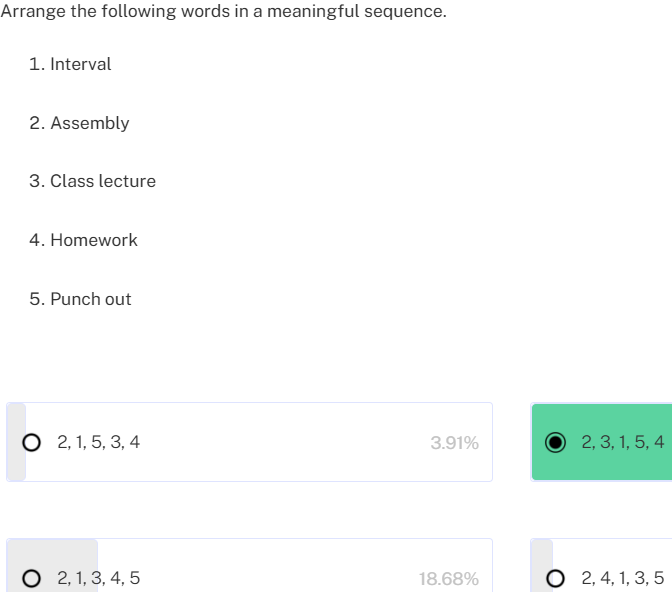 Arrange the following words in a meaningful sequence.
1. Interval
2. Assembly
3. Class lecture
4. Homework
5. Punch out
2, 1, 5, 3, 4 3.91% 2, 3, 1, 5, 4
2, 1, 3, 4, 5 18.68% 2, 4, 1, 3, 5